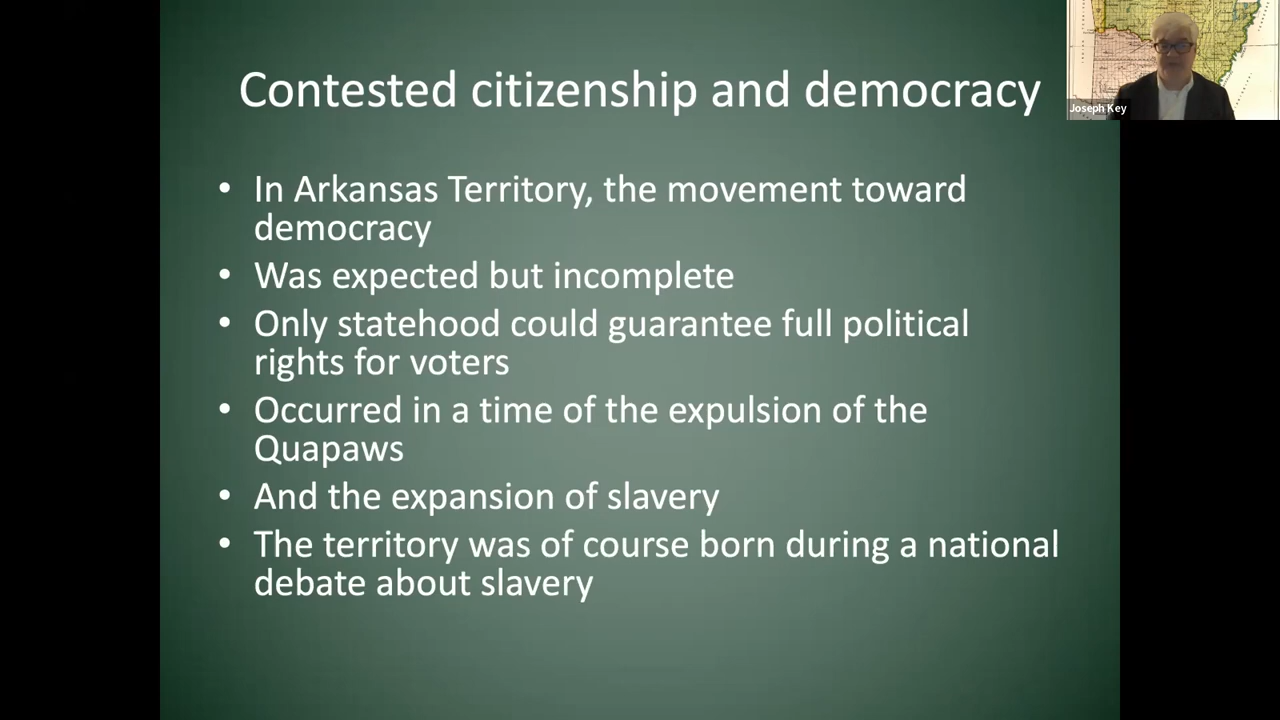 Contested citizenship and democracy
Joseph Key
• In Arkansas Territory, the movement toward
democracy
• Was expected but incomplete
• Only statehood could guarantee full political
rights for voters
• Occurred in a time of the expulsion of the
Quapaws
• And the expansion of slavery
• The territory was of course born during a national
debate about slavery